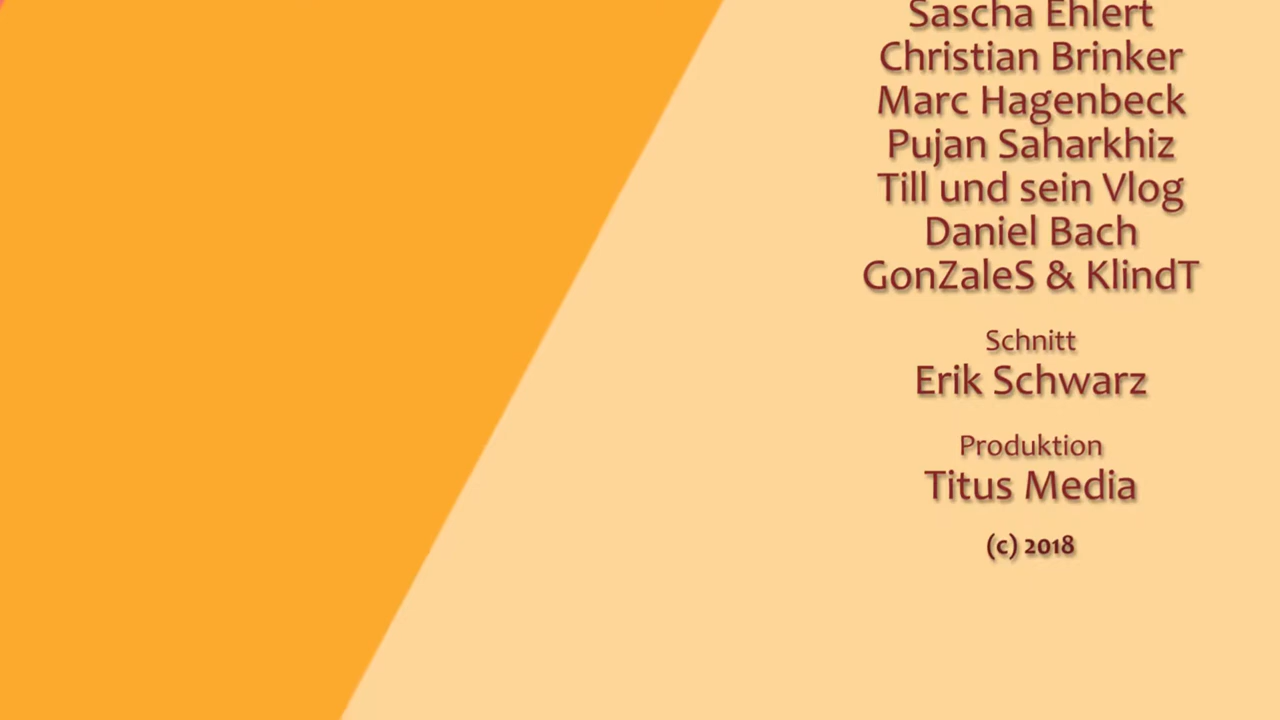 Sascha Ehlert
Christian Brinker
Marc Hagenbeck
Pujan Saharkhiz
Till und sein Vlog
Daniel Bach
GonZaleS & KlindT
Schnitt
Erik Schwarz
Produktion
Titus Media
(c) 2018